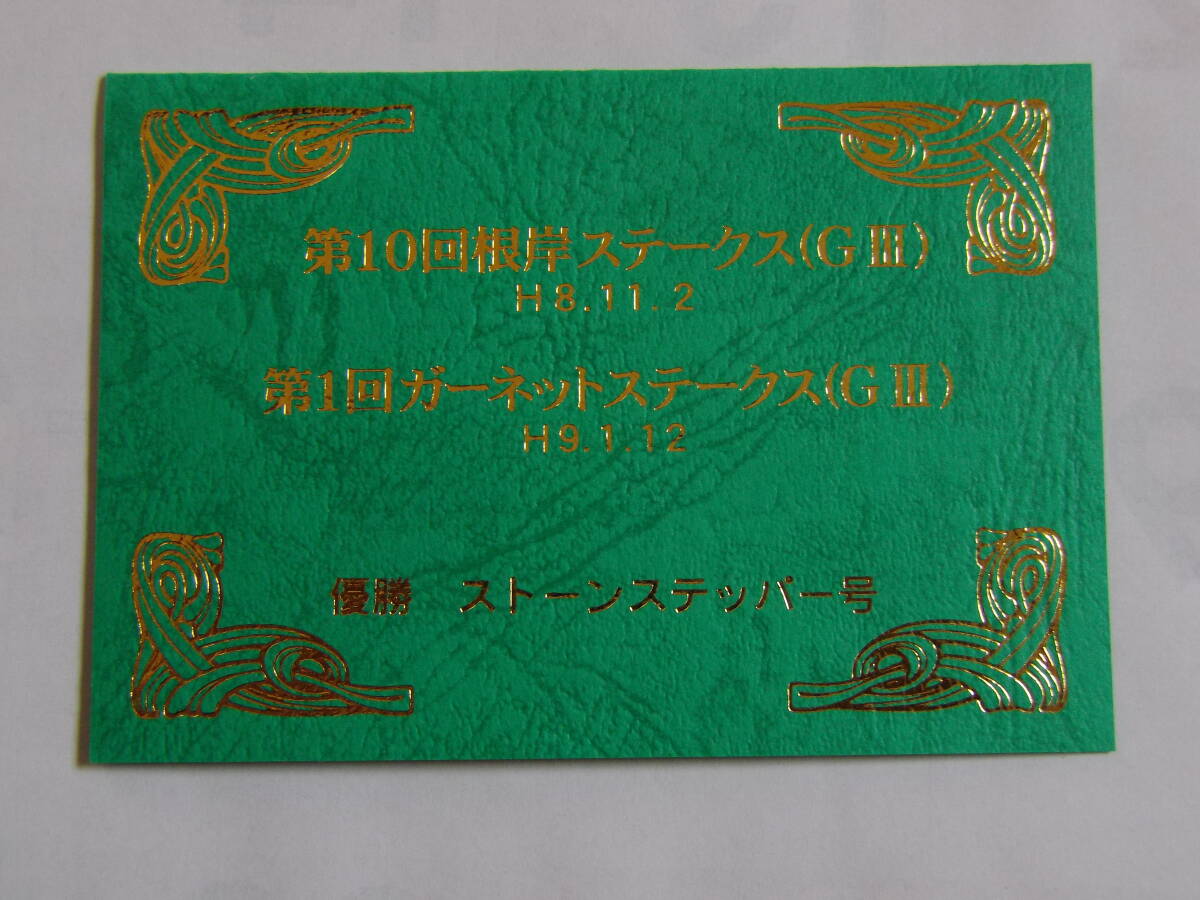 第10回根岸ステークス(GⅢ)
H8.11.2
第1回ガーネットステークス(GⅢ)
H9.1.12
優勝　ストーンステッパー号